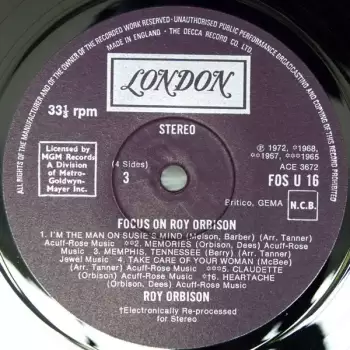 ALL RIGHTS OF THE MANUFACTURER AND OF THE OWNER OF THE RECORDED WORK RESERVED · UNAUTHORISED PUBLIC PERFORMANCE BROADCASTING AND COPYING OF THIS RECORD PROHIBITED
MADE IN ENGLAND · THE DECCA RECORD CO. LTD.
LONDON
33⅓ rpm
STEREO
Licensed by
MGM Records
A Division
of Metro-
Goldwyn-
Mayer Inc.
(4 Sides)
3
℗ 1972, °1968,
°°1967, °°°1965
ACE 3672
FOS U 16
Britico, GEMA
N.C.B.
FOCUS ON ROY ORBISON
1. I'M THE MAN ON SUSIE'S MIND (Melson, Barber) (Arr. Tanner)
Acuff-Rose Music °°2. MEMORIES (Orbison, Dees) Acuff-Rose
Music 3. MEMPHIS, TENNESSEE (Berry) (Arr. Tanner)
Jewel Music 4. TAKE CARE OF YOUR WOMAN (McBee)
(Arr. Tanner) Acuff-Rose Music °°°5. CLAUDETTE
(Orbison) Acuff-Rose Music °6. HEARTACHE
(Orbison, Dees) Acuff-Rose Music
ROY ORBISON
†Electronically Re-processed
for Stereo